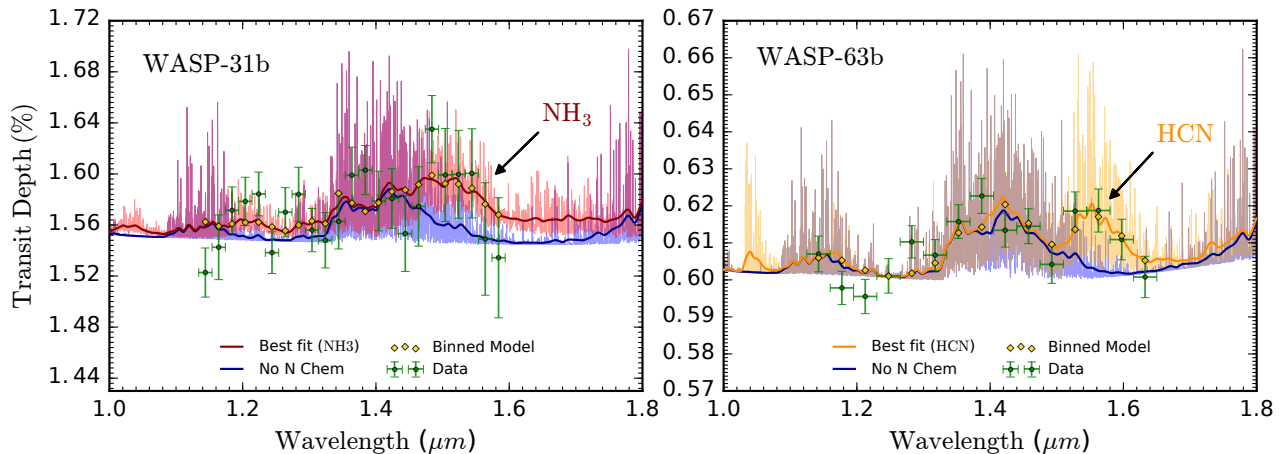 WASP-31b
NH₃
Transit Depth (%)
1.72
1.68
1.64
1.60
1.56
1.52
1.48
1.44
Best fit (NH3)
No N Chem
Binned Model
Data
1.0 1.2 1.4 1.6 1.8
Wavelength (μm)
WASP-63b
HCN
0.67
0.66
0.65
0.64
0.63
0.62
0.61
0.60
0.59
0.58
0.57
Best fit (HCN)
No N Chem
Binned Model
Data
1.0 1.2 1.4 1.6 1.8
Wavelength (μm)